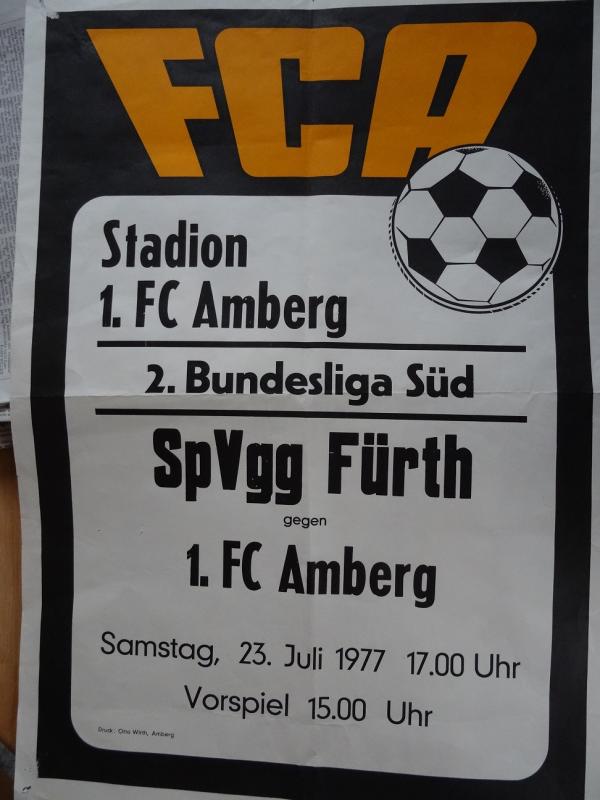 FCA
Stadion
1. FC Amberg
2. Bundesliga Süd
SpVgg Fürth
gegen
1. FC Amberg
Samstag, 23. Juli 1977 17.00 Uhr
Vorspiel 15.00 Uhr
Druck: Otto Wirth, Amberg